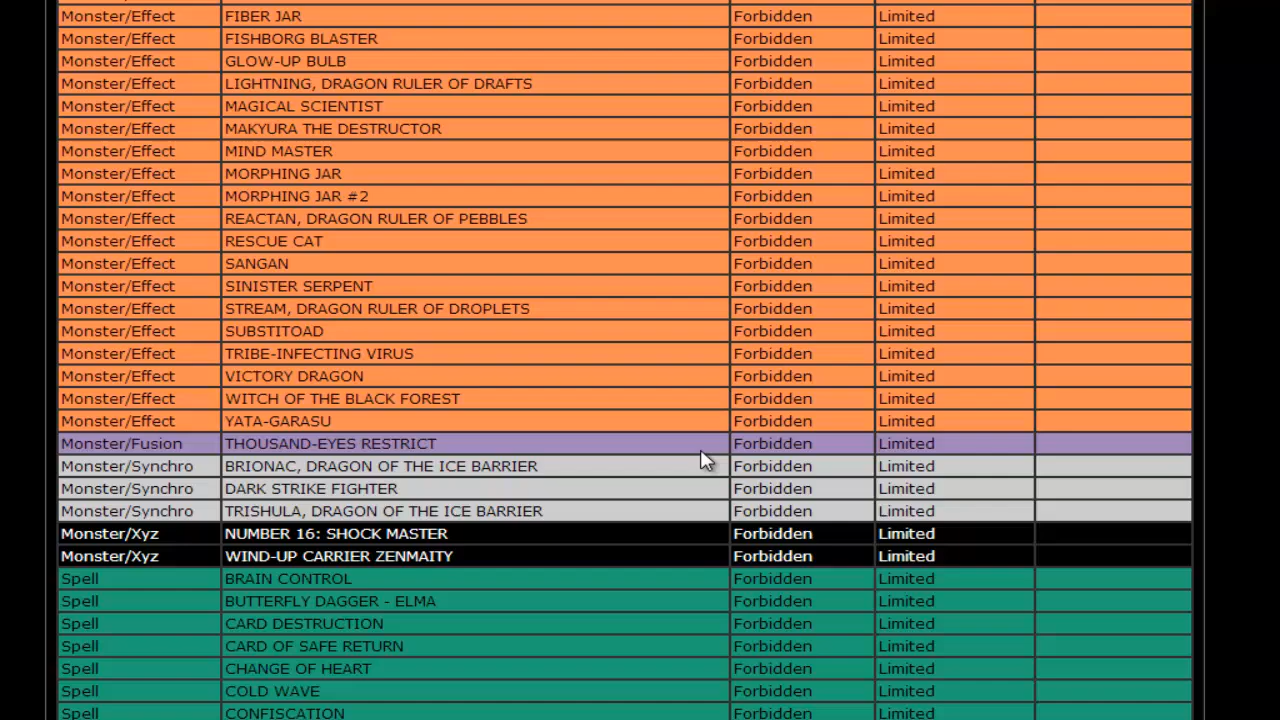 Monster/Effect FIBER JAR Forbidden Limited
Monster/Effect FISHBORG BLASTER Forbidden Limited
Monster/Effect GLOW-UP BULB Forbidden Limited
Monster/Effect LIGHTNING, DRAGON RULER OF DRAFTS Forbidden Limited
Monster/Effect MAGICAL SCIENTIST Forbidden Limited
Monster/Effect MAKYURA THE DESTRUCTOR Forbidden Limited
Monster/Effect MIND MASTER Forbidden Limited
Monster/Effect MORPHING JAR Forbidden Limited
Monster/Effect MORPHING JAR #2 Forbidden Limited
Monster/Effect REACTAN, DRAGON RULER OF PEBBLES Forbidden Limited
Monster/Effect RESCUE CAT Forbidden Limited
Monster/Effect SANGAN Forbidden Limited
Monster/Effect SINISTER SERPENT Forbidden Limited
Monster/Effect STREAM, DRAGON RULER OF DROPLETS Forbidden Limited
Monster/Effect SUBSTITOAD Forbidden Limited
Monster/Effect TRIBE-INFECTING VIRUS Forbidden Limited
Monster/Effect VICTORY DRAGON Forbidden Limited
Monster/Effect WITCH OF THE BLACK FOREST Forbidden Limited
Monster/Effect YATA-GARASU Forbidden Limited
Monster/Fusion THOUSAND-EYES RESTRICT Forbidden Limited
Monster/Synchro BRIONAC, DRAGON OF THE ICE BARRIER Forbidden Limited
Monster/Synchro DARK STRIKE FIGHTER Forbidden Limited
Monster/Synchro TRISHULA, DRAGON OF THE ICE BARRIER Forbidden Limited
Monster/Xyz NUMBER 16: SHOCK MASTER Forbidden Limited
Monster/Xyz WIND-UP CARRIER ZENMAITY Forbidden Limited
Spell BRAIN CONTROL Forbidden Limited
Spell BUTTERFLY DAGGER - ELMA Forbidden Limited
Spell CARD DESTRUCTION Forbidden Limited
Spell CARD OF SAFE RETURN Forbidden Limited
Spell CHANGE OF HEART Forbidden Limited
Spell COLD WAVE Forbidden Limited
Spell CONFISCATION Forbidden Limited